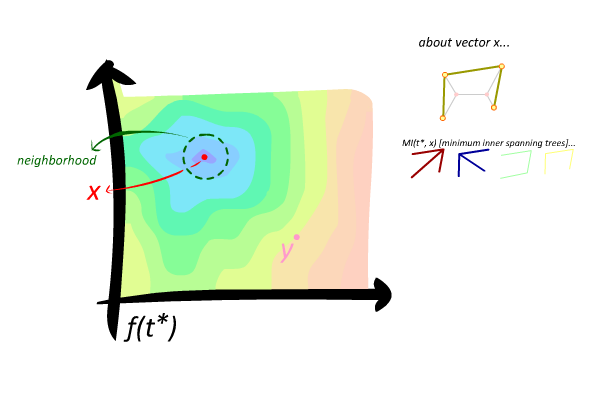 about vector x...
MI(t*, x) [minimum inner spanning trees]...
neighborhood
x
y
f(t*)